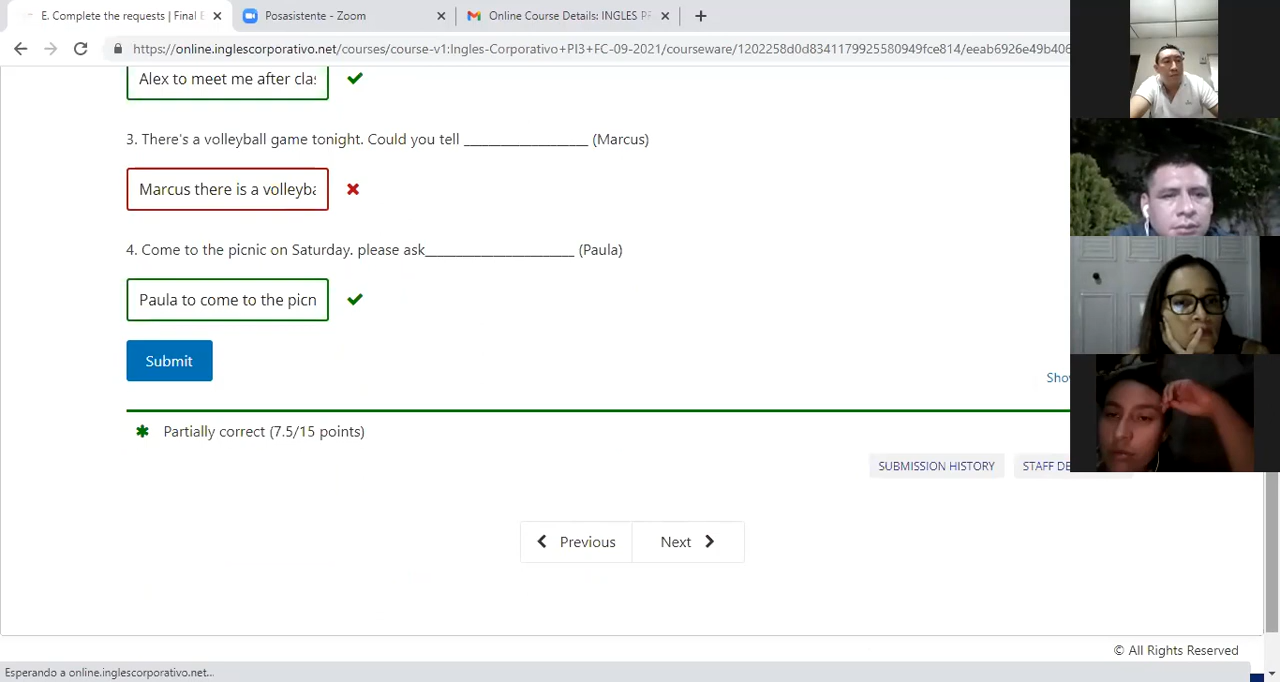 E. Complete the requests | Final E
Posasistente - Zoom
Online Course Details: INGLES P
https://online.inglescorporativo.net/courses/course-v1:Ingles-Corporativo+PI3+FC-09-2021/courseware/1202258d0d8341179925580949fce814/eeab6926e49b406
Alex to meet me after clas
3. There's a volleyball game tonight. Could you tell ________________ (Marcus)
Marcus there is a volleyba
4. Come to the picnic on Saturday. please ask____________________ (Paula)
Paula to come to the picn
Submit
Sho
Partially correct (7.5/15 points)
SUBMISSION HISTORY
STAFF DE
Previous
Next
© All Rights Reserved
Esperando a online.inglescorporativo.net...